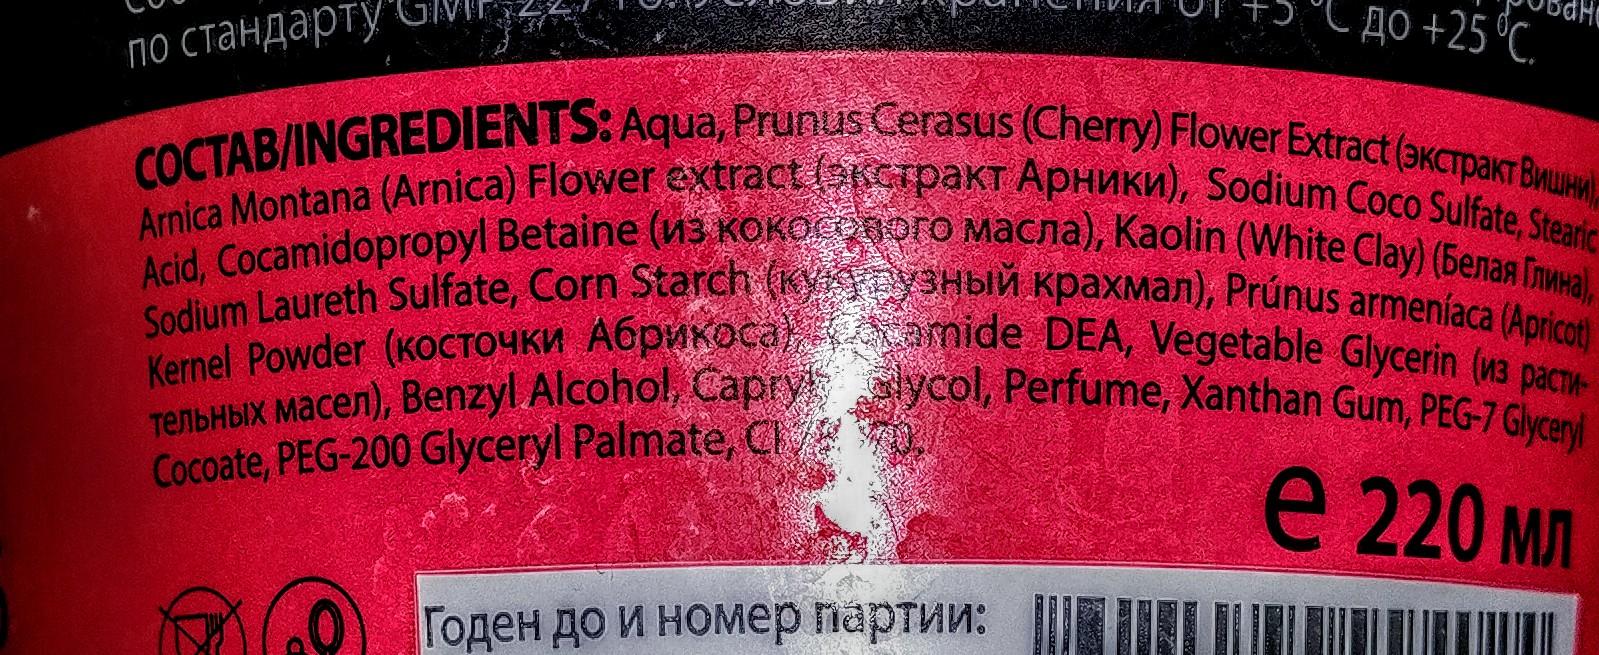 по стандарту GMP 22716. Условия хранения от +5 °C до +25 °C.
СОСТАВ/INGREDIENTS: Aqua, Prunus Cerasus (Cherry) Flower Extract (экстракт Вишни),
Arnica Montana (Arnica) Flower extract (экстракт Арники), Sodium Coco Sulfate, Stearic
Acid, Cocamidopropyl Betaine (из кокосового масла), Kaolin (White Clay) (Белая Глина),
Sodium Laureth Sulfate, Corn Starch (кукурузный крахмал), Prúnus armeníaca (Apricot)
Kernel Powder (косточки Абрикоса), Cocamide DEA, Vegetable Glycerin (из расти-
тельных масел), Benzyl Alcohol, Glycol, Perfume, Xanthan Gum, PEG-7 Glyceryl
Cocoate, PEG-200 Glyceryl Palmate, CI
e 220 мл
Годен до и номер партии: